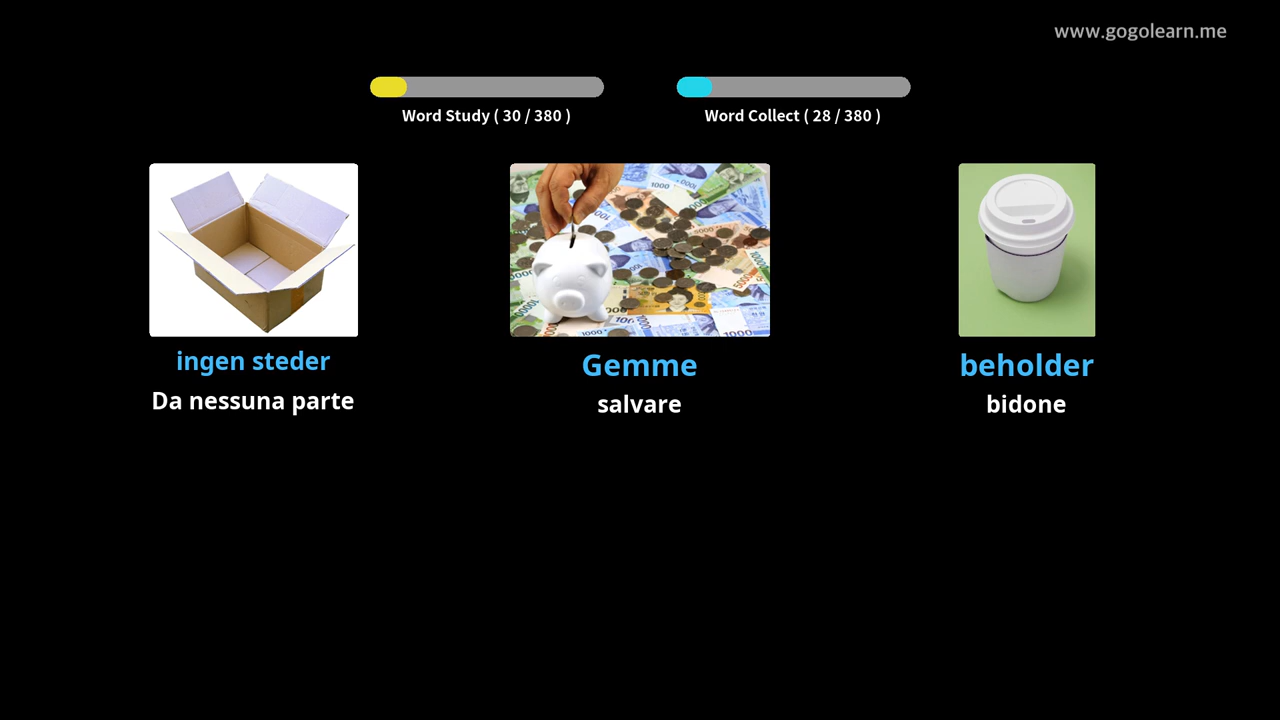 www.gogolearn.me
Word Study ( 30 / 380 )
Word Collect ( 28 / 380 )
ingen steder
Da nessuna parte
Gemme
salvare
beholder
bidone